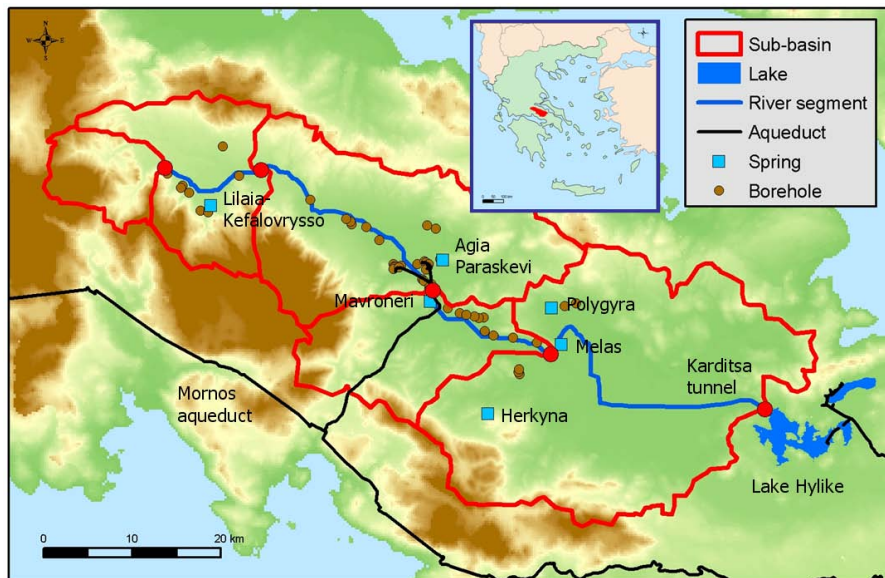 N
W
E
S
Sub-basin
Lake
River segment
Aqueduct
Spring
Borehole
Lilaia-
Kefalovrysso
Agia
Paraskevi
Mavroneri
Polygyra
Melas
Karditsa
tunnel
Mornos
aqueduct
Herkyna
Lake Hylike
0
10
20 km